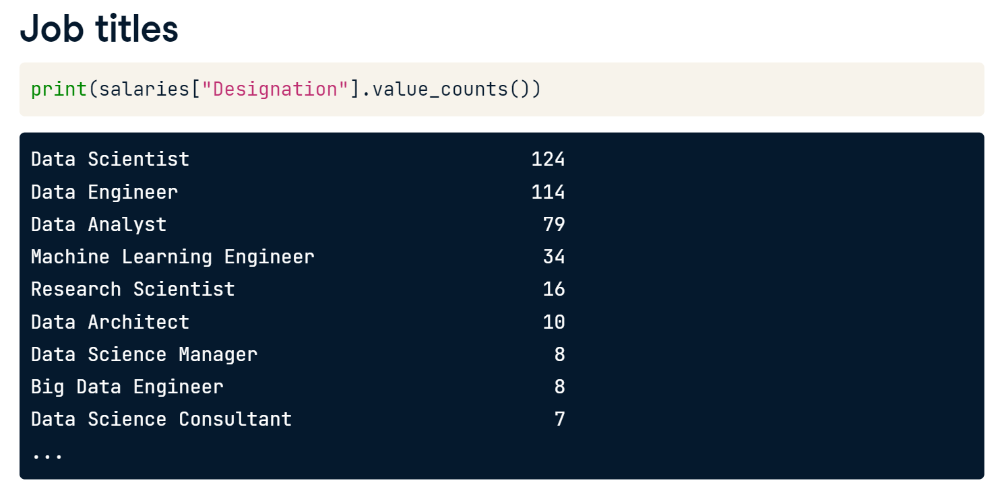 Job titles
print(salaries["Designation"].value_counts())
Data Scientist 124
Data Engineer 114
Data Analyst 79
Machine Learning Engineer 34
Research Scientist 16
Data Architect 10
Data Science Manager 8
Big Data Engineer 8
Data Science Consultant 7
...